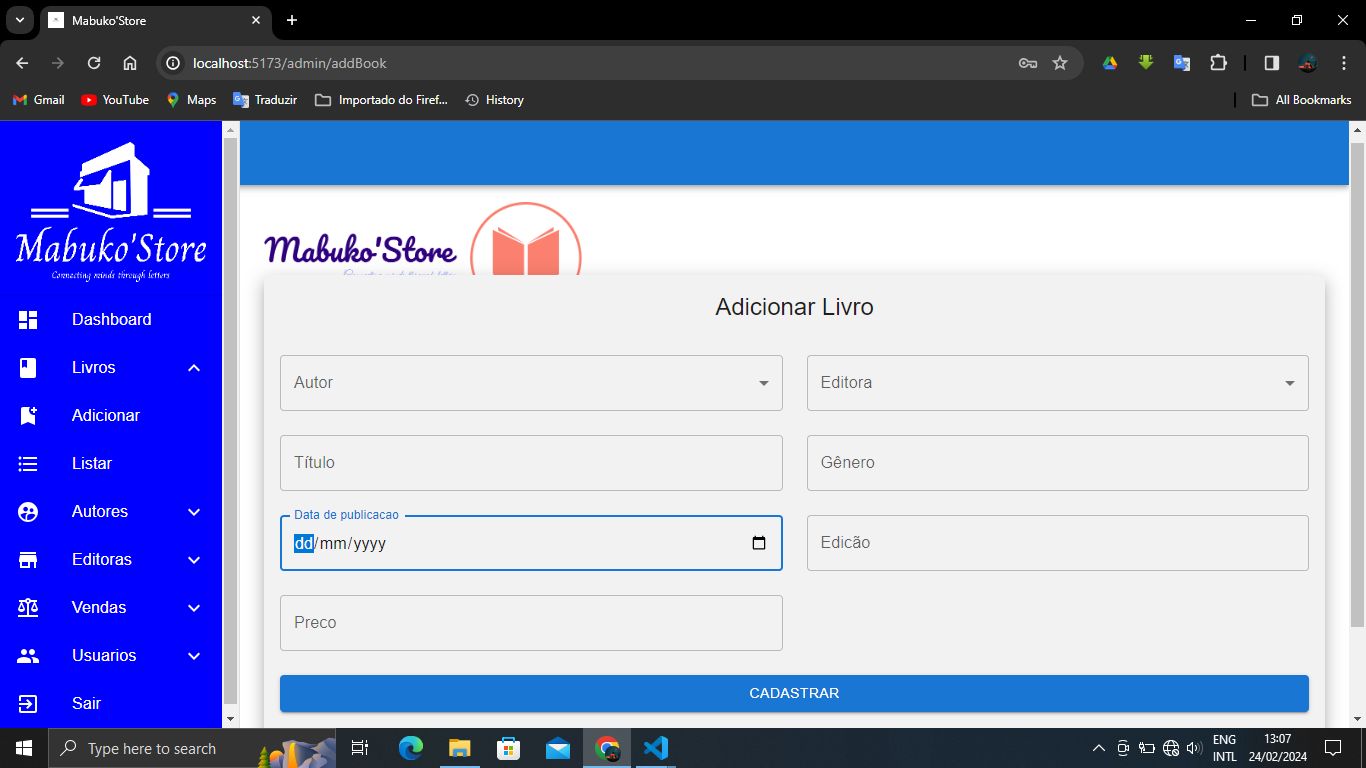 Mabuko'Store
localhost:5173/admin/addBook
Gmail YouTube Maps Traduzir Importado do Firef... History All Bookmarks
Mabuko'Store
Connecting minds through letters
Dashboard
Livros
Adicionar
Listar
Autores
Editoras
Vendas
Usuarios
Sair
Mabuko'Store
Adicionar Livro
Autor Editora
Título Gênero
Data de publicacao
dd/mm/yyyy Edicão
Preco
CADASTRAR
Type here to search
ENG 13:07
INTL 24/02/2024